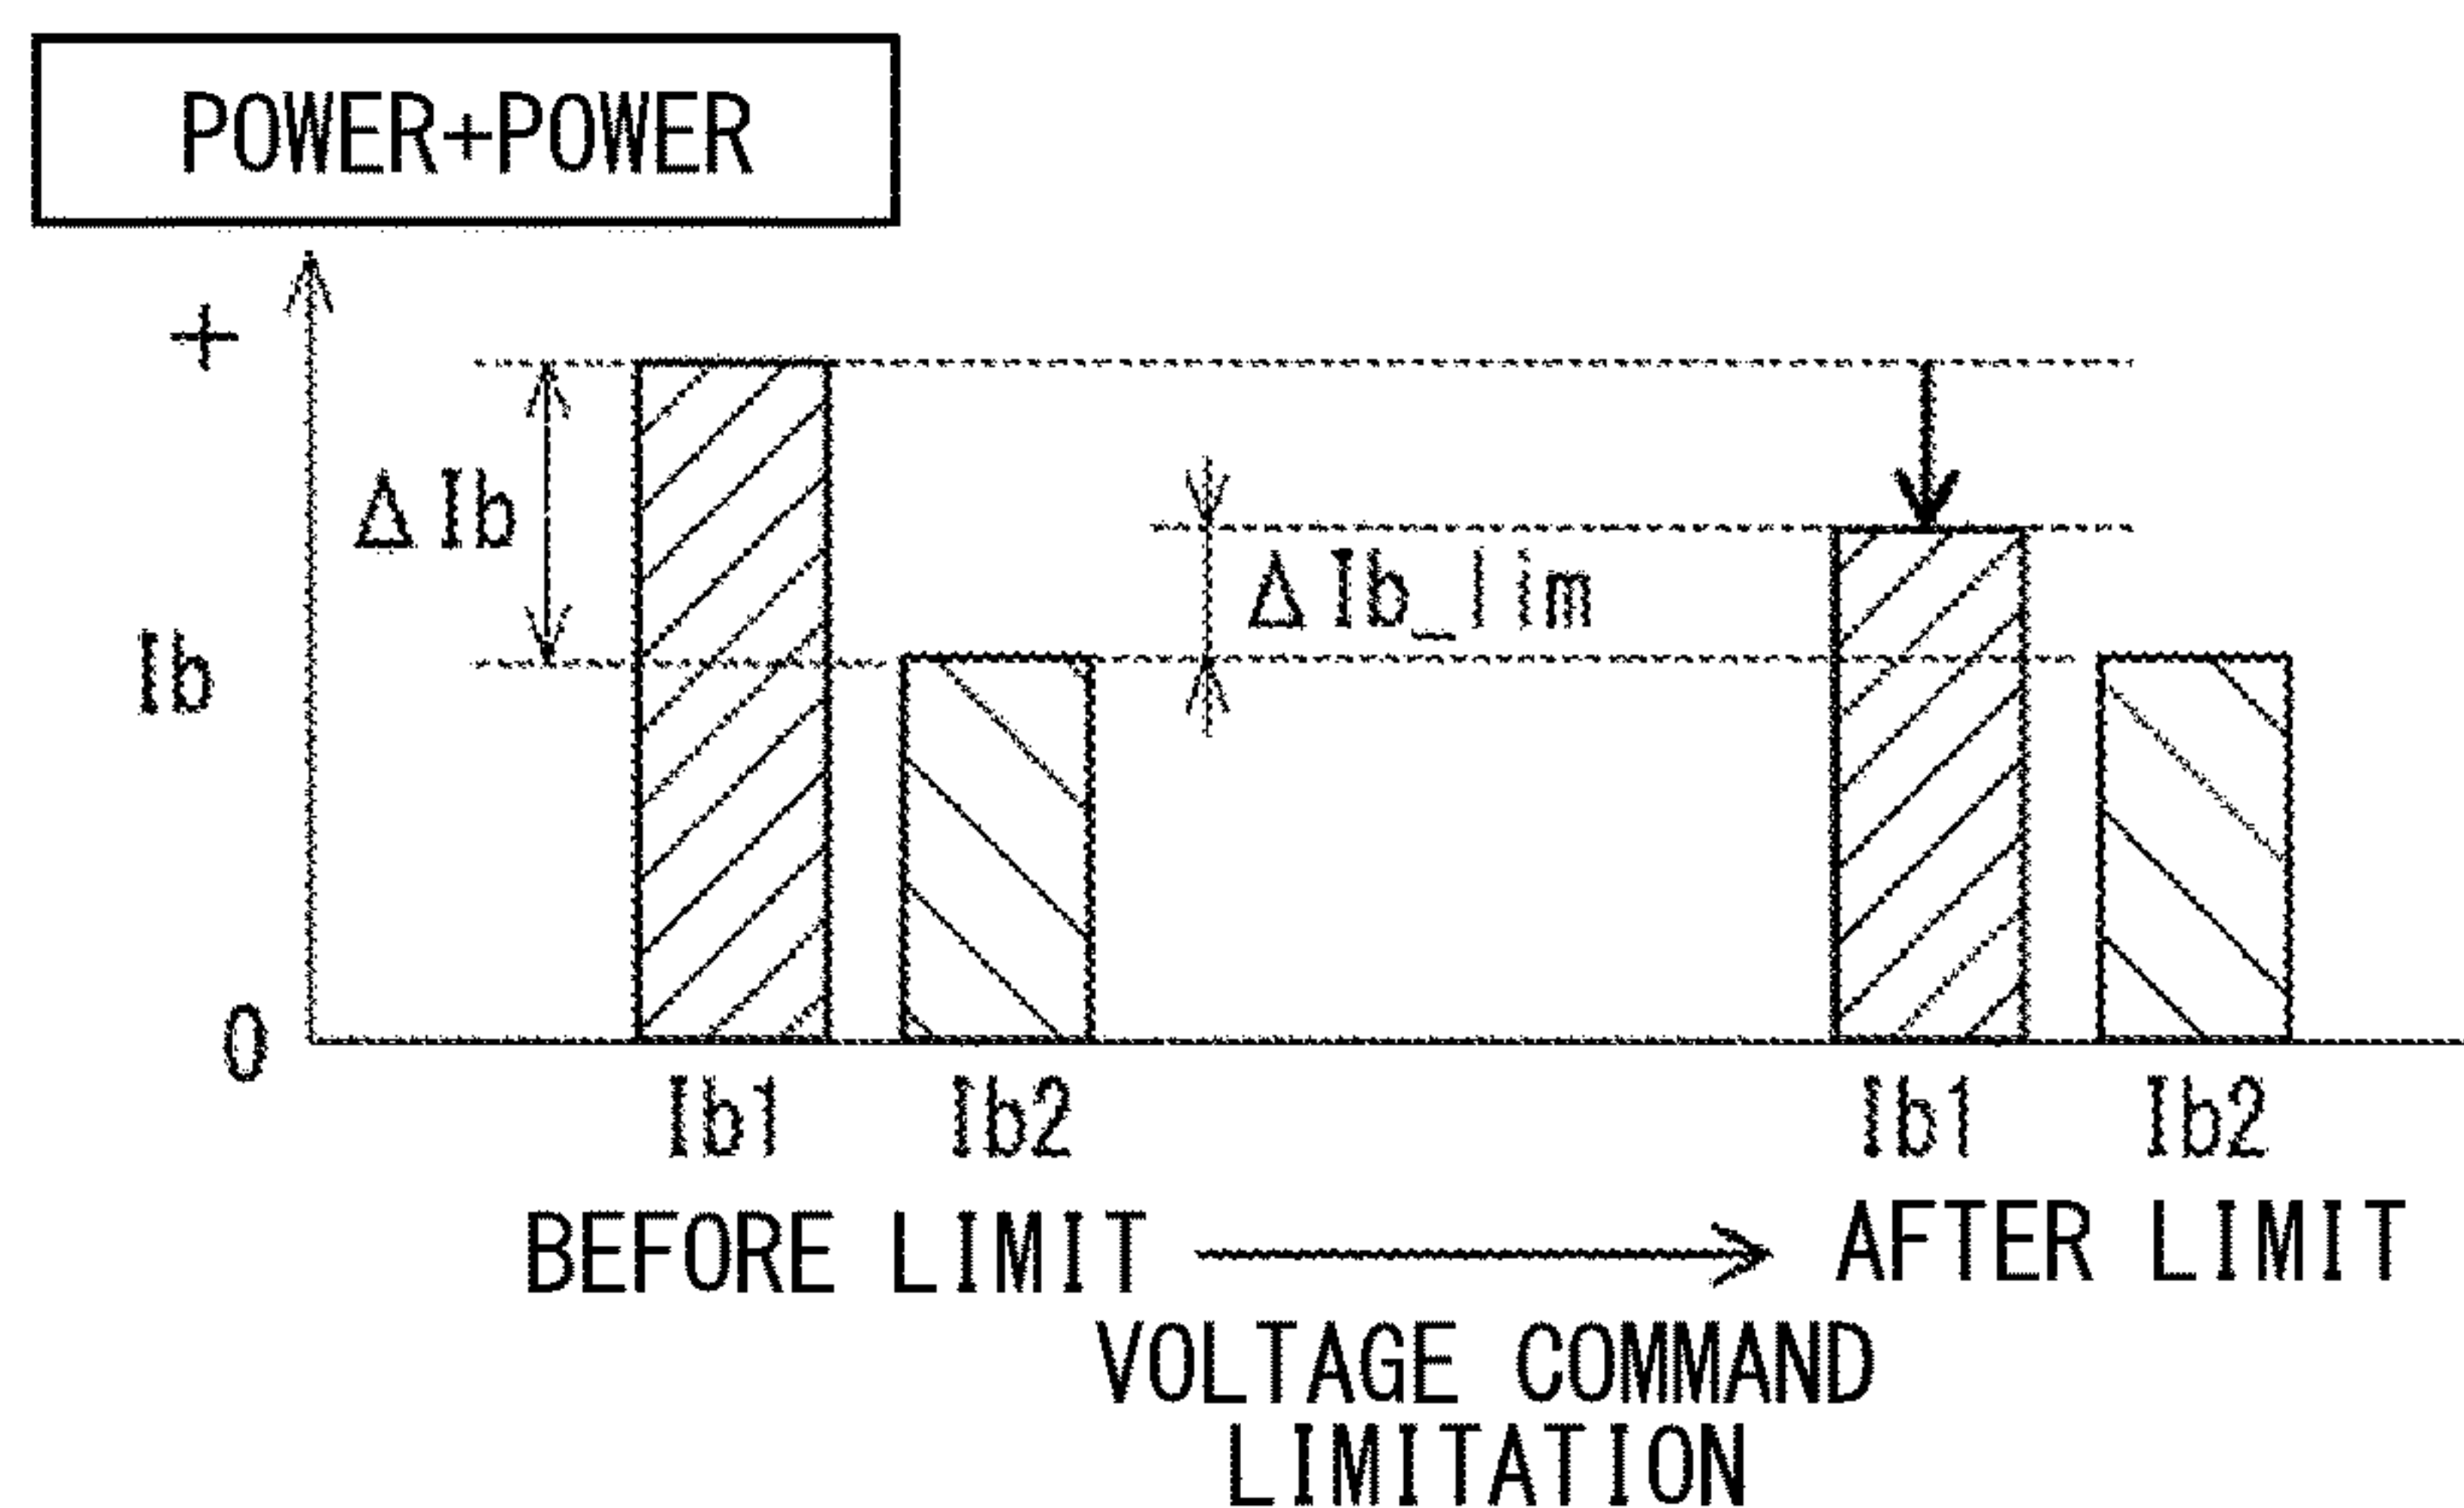 POWER+POWER
+
ΔIb
ΔIb_lim
Ib
0
Ib1 Ib2 Ib1 Ib2
BEFORE LIMIT AFTER LIMIT
VOLTAGE COMMAND
LIMITATION